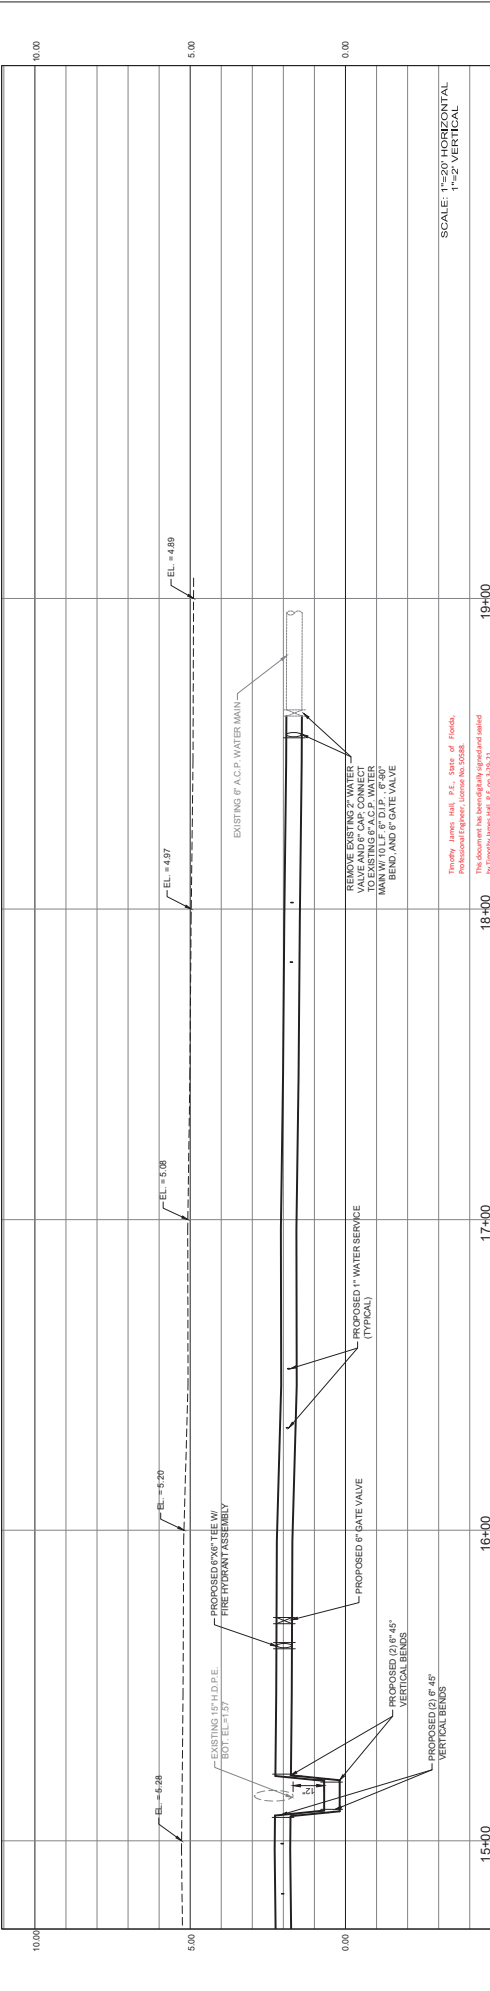 10.00
5.00
0.00
EL. = 5.28
EL. = 5.20
EL. = 5.08
EL. = 4.97
EL. = 4.89
EXISTING 15" H.D.P.E.
BOT. EL.=1.57
PROPOSED 6"X6" TEE W/
FIRE HYDRANT ASSEMBLY
EXISTING 6" A.C.P. WATER MAIN
12"
PROPOSED (2) 6" 45°
VERTICAL BENDS
PROPOSED (2) 6" 45°
VERTICAL BENDS
PROPOSED 6" GATE VALVE
PROPOSED 1" WATER SERVICE
(TYPICAL)
REMOVE EXISTING 2" WATER
VALVE AND 6" CAP; CONNECT
TO EXISTING 6" A.C.P. WATER
MAIN W/ 10 L.F. 6" D.I.P. , 6"-90°
BEND, AND 6" GATE VALVE
10.00
5.00
0.00
SCALE: 1"=20' HORIZONTAL
1"=2' VERTICAL
15+00
16+00
17+00
18+00
19+00
Timothy James Hall, P.E., State of Florida,
Professional Engineer, License No. 50588.
This document has been digitally signed and sealed
by Timothy James Hall, P.E. on